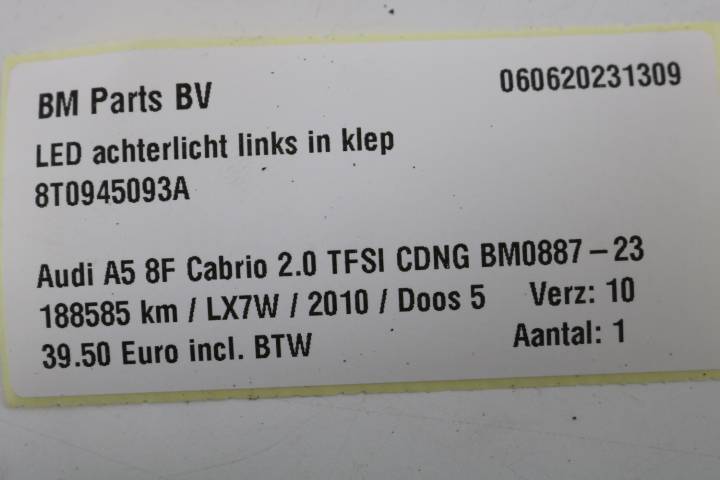 BM Parts BV 060620231309
LED achterlicht links in klep
8T0945093A
Audi A5 8F Cabrio 2.0 TFSI CDNG BM0887-23
188585 km / LX7W / 2010 / Doos 5 Verz: 10
39.50 Euro incl. BTW Aantal: 1